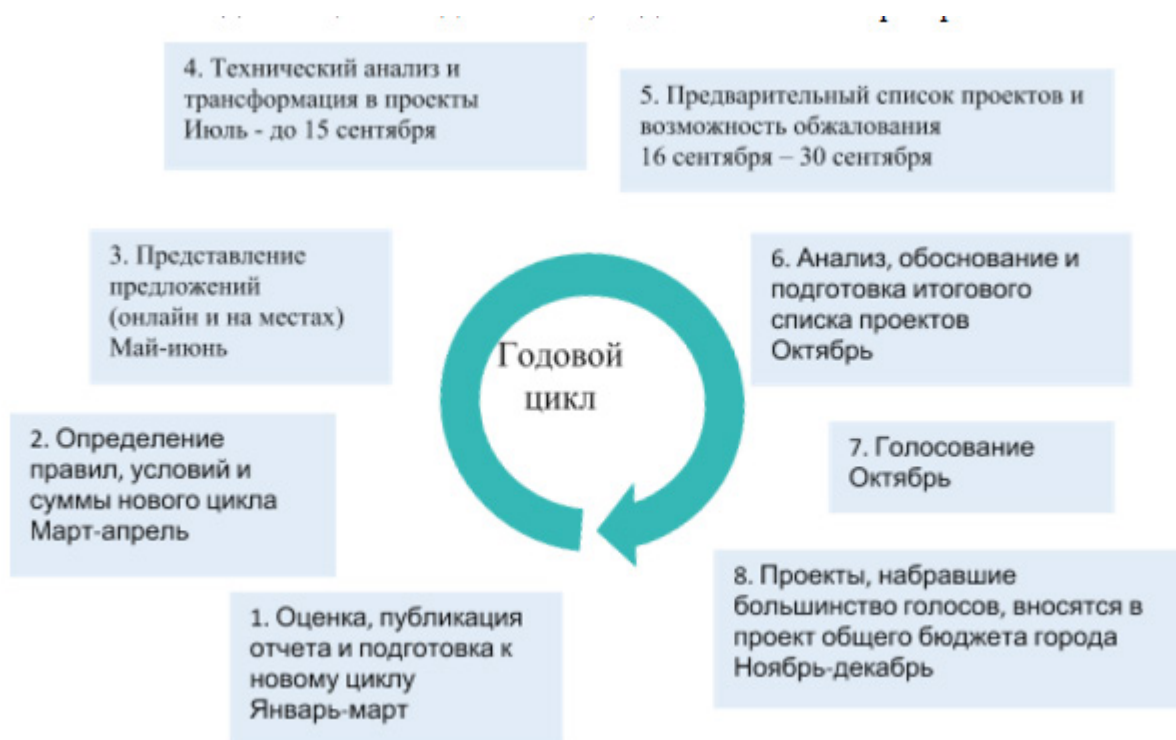 4. Технический анализ и
трансформация в проекты
Июль - до 15 сентября
5. Предварительный список проектов и
возможность обжалования
16 сентября – 30 сентября
3. Представление
предложений
(онлайн и на местах)
Май-июнь
6. Анализ, обоснование и
подготовка итогового
списка проектов
Октябрь
Годовой
цикл
2. Определение
правил, условий и
суммы нового цикла
Март-апрель
7. Голосование
Октябрь
8. Проекты, набравшие
большинство голосов, вносятся в
проект общего бюджета города
Ноябрь-декабрь
1. Оценка, публикация
отчета и подготовка к
новому циклу
Январь-март